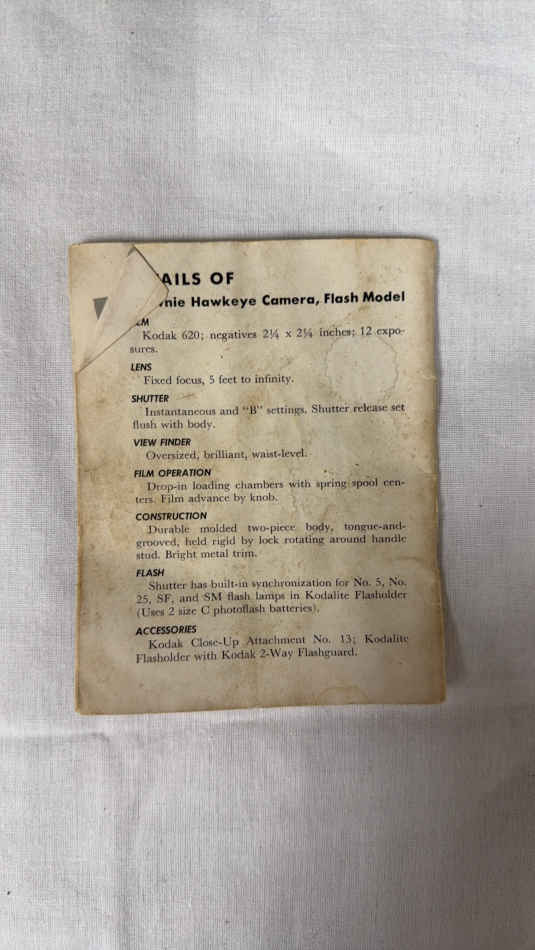 AILS OF
nie Hawkeye Camera, Flash Model
LM
Kodak 620; negatives 2¼ x 2¼ inches; 12 expo-
sures.
LENS
Fixed focus, 5 feet to infinity.
SHUTTER
Instantaneous and “B” settings. Shutter release set
flush with body.
VIEW FINDER
Oversized, brilliant, waist-level.
FILM OPERATION
Drop-in loading chambers with spring spool cen-
ters. Film advance by knob.
CONSTRUCTION
Durable molded two-piece body, tongue-and-
grooved, held rigid by lock rotating around handle
stud. Bright metal trim.
FLASH
Shutter has built-in synchronization for No. 5, No.
25, SF, and SM flash lamps in Kodalite Flasholder
(Uses 2 size C photoflash batteries).
ACCESSORIES
Kodak Close-Up Attachment No. 13; Kodalite
Flasholder with Kodak 2-Way Flashguard.